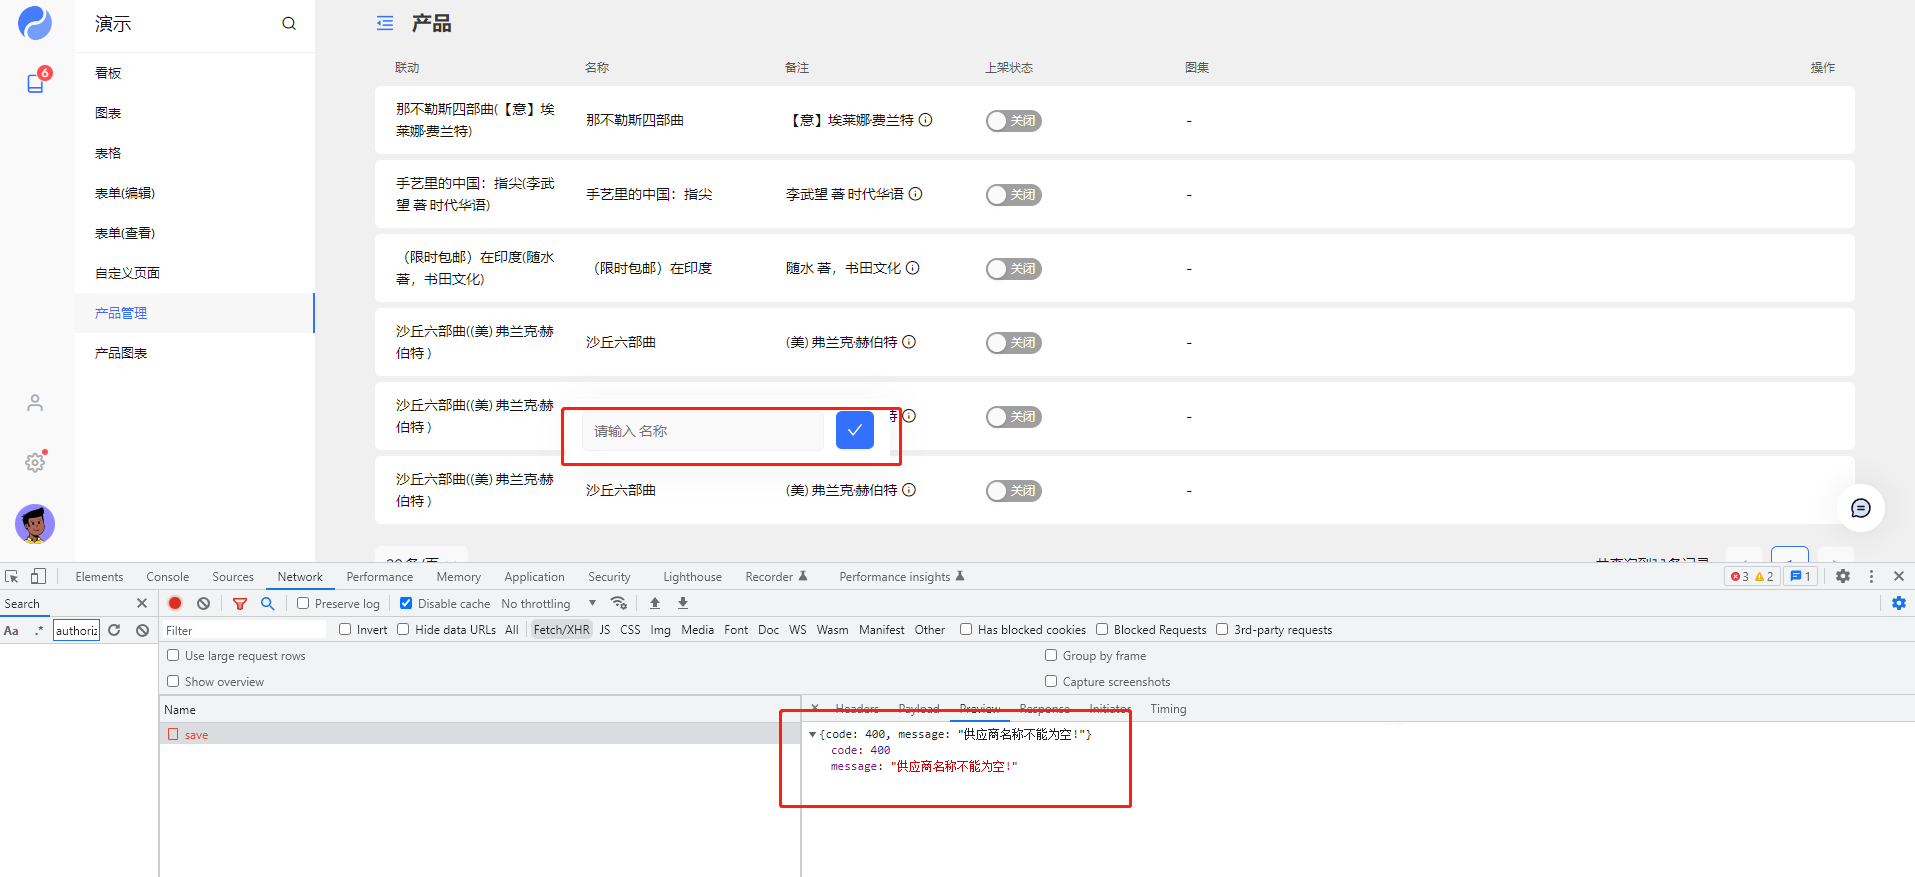 演示
6
看板
图表
表格
表单(编辑)
表单(查看)
自定义页面
产品管理
产品图表
产品
联动 名称 备注 上架状态 图集 操作
那不勒斯四部曲(【意】埃
莱娜·费兰特)
那不勒斯四部曲 【意】埃莱娜·费兰特 关闭 -
手艺里的中国：指尖(李武
望 著 时代华语)
手艺里的中国：指尖 李武望 著 时代华语 关闭 -
（限时包邮）在印度(随水
著，书田文化)
（限时包邮）在印度 随水 著，书田文化 关闭 -
沙丘六部曲((美) 弗兰克·赫
伯特 )
沙丘六部曲 (美) 弗兰克·赫伯特 关闭 -
沙丘六部曲((美) 弗兰克·赫
伯特 )
请输入 名称
特 关闭 -
沙丘六部曲((美) 弗兰克·赫
伯特 )
沙丘六部曲 (美) 弗兰克·赫伯特 关闭 -
Elements Console Sources Network Performance Memory Application Security Lighthouse Recorder Performance insights 3 2 1
Search
Preserve log Disable cache No throttling
Aa .* authoriz
Filter Invert Hide data URLs All Fetch/XHR JS CSS Img Media Font Doc WS Wasm Manifest Other Has blocked cookies Blocked Requests 3rd-party requests
Use large request rows Group by frame
Show overview Capture screenshots
Name
save
Headers Payload Preview Response Initiator Timing
{code: 400, message: "供应商名称不能为空!"}
code: 400
message: "供应商名称不能为空!"